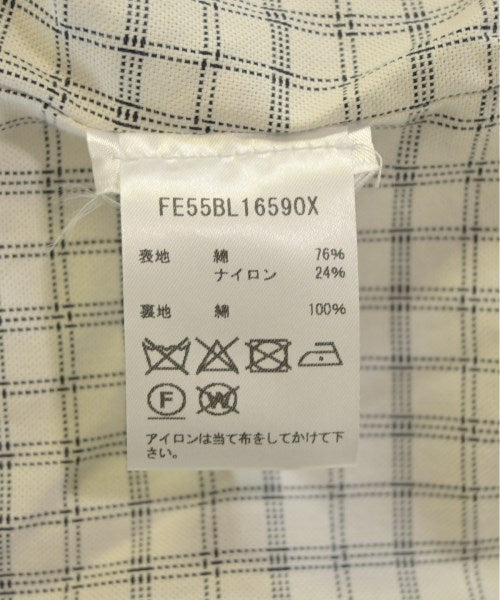 FE55BL16590X
表地 綿 76%
ナイロン 24%
裏地 綿 100%
F W
アイロンは当て布をしてかけて下
さい。